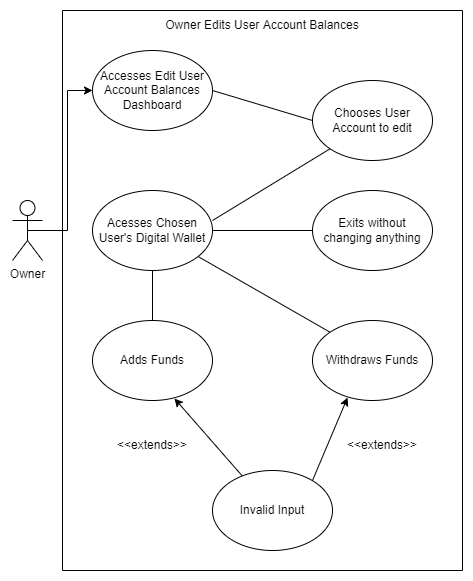 Owner Edits User Account Balances
Accesses Edit User
Account Balances
Dashboard
Chooses User
Account to edit
Acesses Chosen
User's Digital Wallet
Exits without
changing anything
Owner
Adds Funds
Withdraws Funds
<<extends>>
<<extends>>
Invalid Input